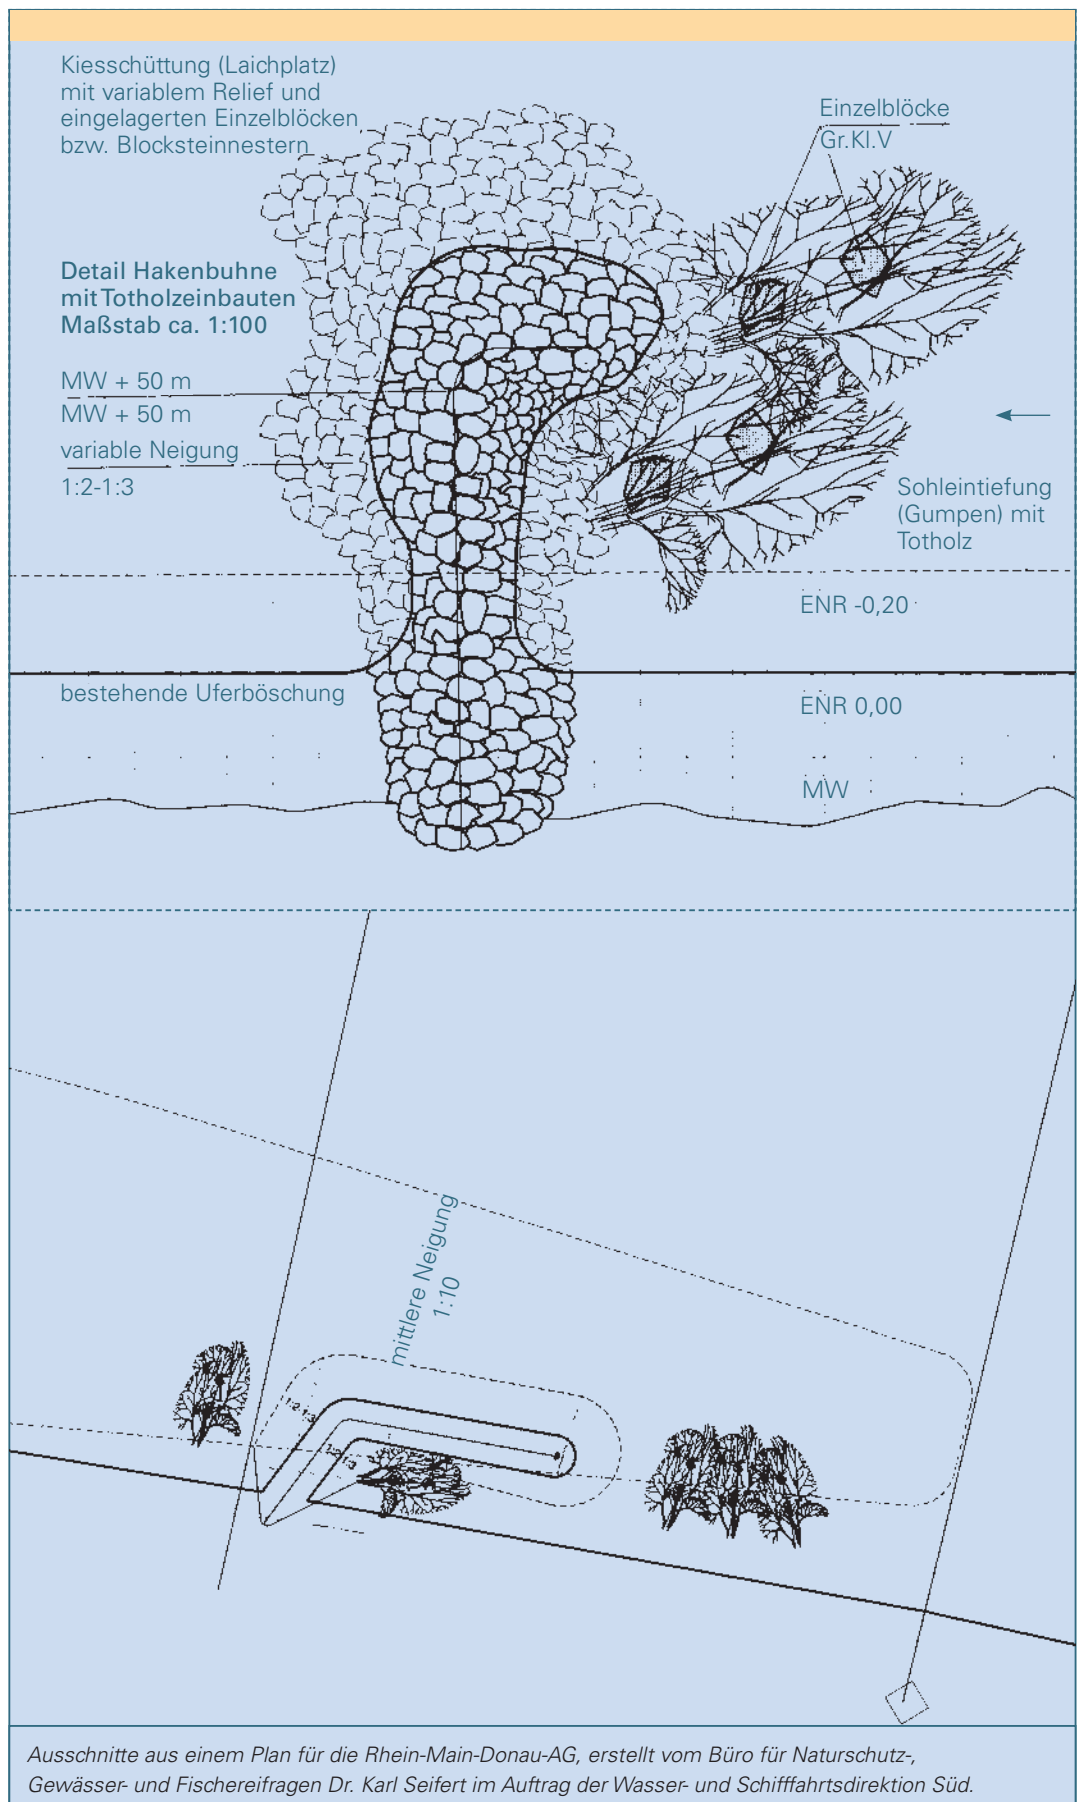 Kiesschüttung (Laichplatz)
mit variablem Relief und
eingelagerten Einzelblöcken
bzw. Blocksteinnestern
Einzelblöcke
Gr.Kl.V
Detail Hakenbuhne
mit Totholzeinbauten
Maßstab ca. 1:100
MW + 50 m
MW + 50 m
variable Neigung
1:2-1:3
Sohleintiefung
(Gumpen) mit
Totholz
ENR -0,20
bestehende Uferböschung
ENR 0,00
MW
mittlere Neigung
1:10
1:2-1:3
Ausschnitte aus einem Plan für die Rhein-Main-Donau-AG, erstellt vom Büro für Naturschutz-,
Gewässer- und Fischereifragen Dr. Karl Seifert im Auftrag der Wasser- und Schifffahrtsdirektion Süd.